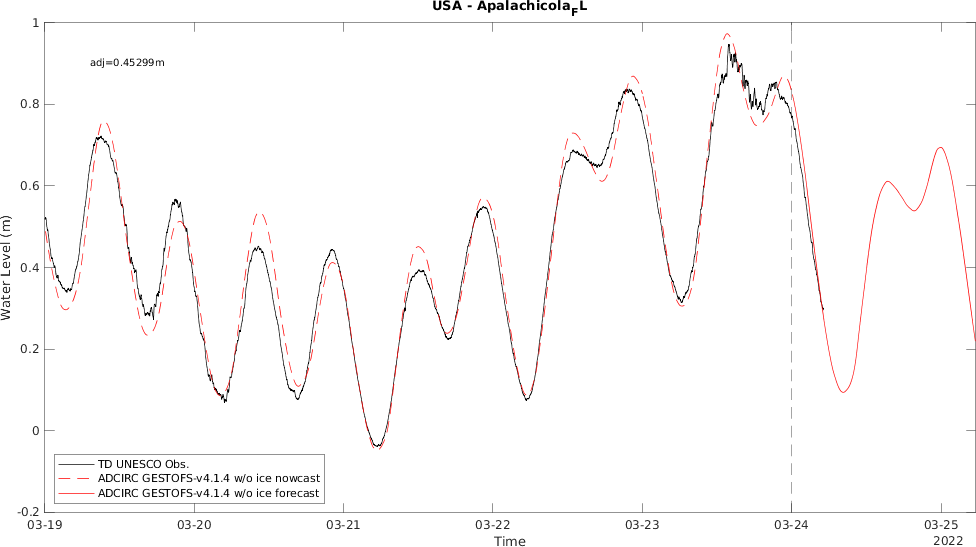 USA - Apalachicola_FL
adj=0.45299m
1
0.8
0.6
0.4
0.2
0
-0.2
Water Level (m)
TD UNESCO Obs.
ADCIRC GESTOFS-v4.1.4 w/o ice nowcast
ADCIRC GESTOFS-v4.1.4 w/o ice forecast
03-19 03-20 03-21 03-22 03-23 03-24 03-25
Time 2022